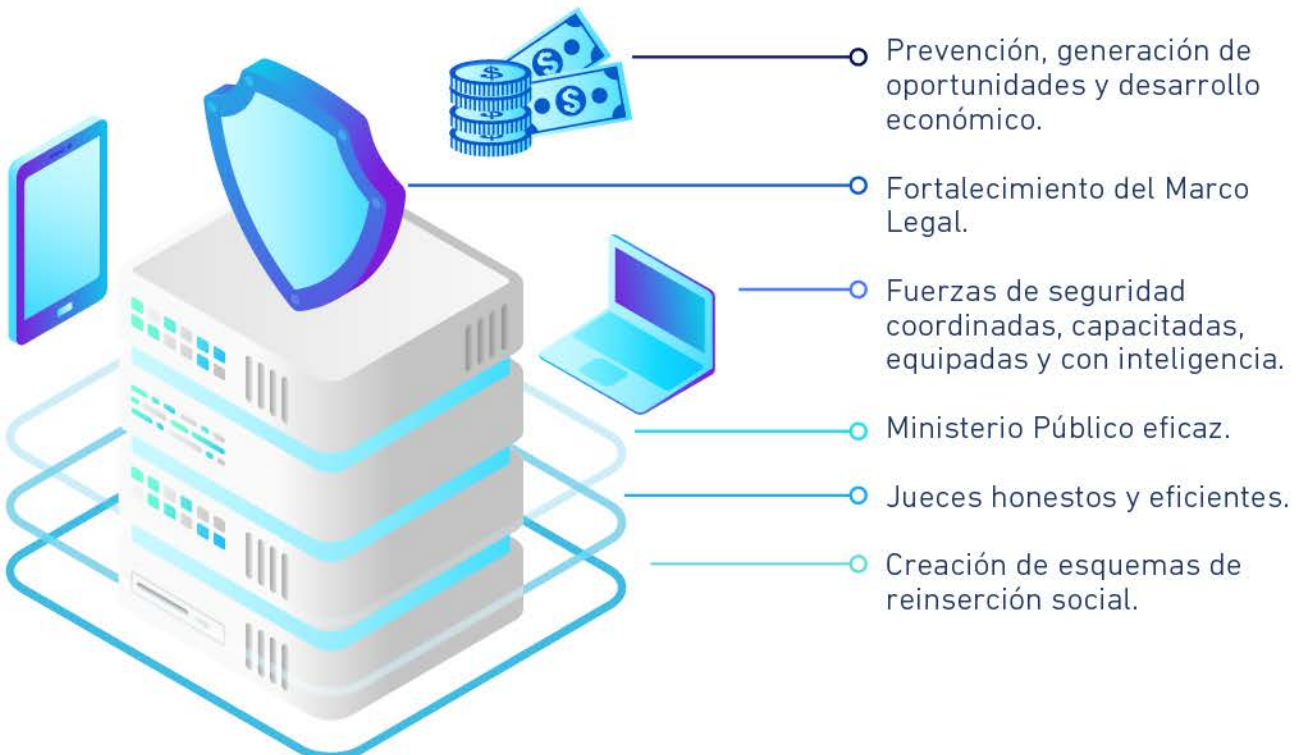 Prevención, generación de
oportunidades y desarrollo
económico.
Fortalecimiento del Marco
Legal.
Fuerzas de seguridad
coordinadas, capacitadas,
equipadas y con inteligencia.
Ministerio Público eficaz.
Jueces honestos y eficientes.
Creación de esquemas de
reinserción social.